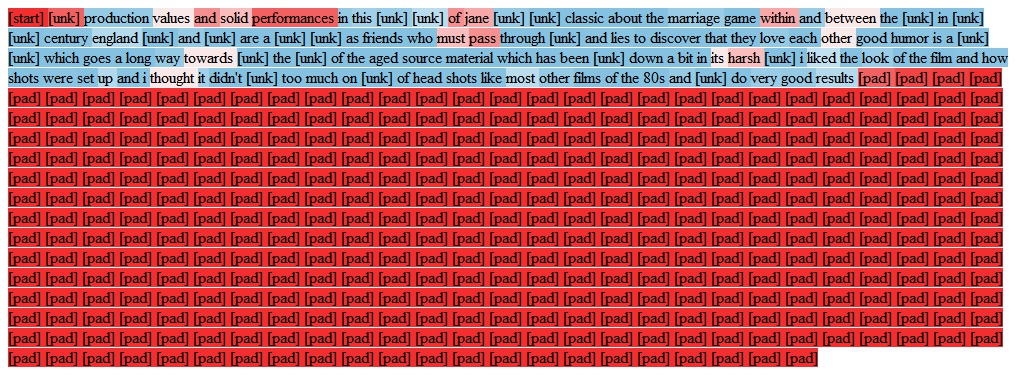 [start] [unk] production values and solid performances in this [unk] [unk] of jane [unk] [unk] classic about the marriage game within and between the [unk] in [unk]
[unk] century england [unk] and [unk] are a [unk] [unk] as friends who must pass through [unk] and lies to discover that they love each other good humor is a [unk]
[unk] which goes a long way towards [unk] the [unk] of the aged source material which has been [unk] down a bit in its harsh [unk] i liked the look of the film and how
shots were set up and i thought it didn't [unk] too much on [unk] of head shots like most other films of the 80s and [unk] do very good results [pad] [pad] [pad] [pad]
[pad] [pad] [pad] [pad] [pad] [pad] [pad] [pad] [pad] [pad] [pad] [pad] [pad] [pad] [pad] [pad] [pad] [pad] [pad] [pad] [pad] [pad] [pad] [pad] [pad] [pad] [pad]
[pad] [pad] [pad] [pad] [pad] [pad] [pad] [pad] [pad] [pad] [pad] [pad] [pad] [pad] [pad] [pad] [pad] [pad] [pad] [pad] [pad] [pad] [pad] [pad] [pad] [pad] [pad]
[pad] [pad] [pad] [pad] [pad] [pad] [pad] [pad] [pad] [pad] [pad] [pad] [pad] [pad] [pad] [pad] [pad] [pad] [pad] [pad] [pad] [pad] [pad] [pad] [pad] [pad] [pad]
[pad] [pad] [pad] [pad] [pad] [pad] [pad] [pad] [pad] [pad] [pad] [pad] [pad] [pad] [pad] [pad] [pad] [pad] [pad] [pad] [pad] [pad] [pad] [pad] [pad] [pad] [pad]
[pad] [pad] [pad] [pad] [pad] [pad] [pad] [pad] [pad] [pad] [pad] [pad] [pad] [pad] [pad] [pad] [pad] [pad] [pad] [pad] [pad] [pad] [pad] [pad] [pad] [pad] [pad]
[pad] [pad] [pad] [pad] [pad] [pad] [pad] [pad] [pad] [pad] [pad] [pad] [pad] [pad] [pad] [pad] [pad] [pad] [pad] [pad] [pad] [pad] [pad] [pad] [pad] [pad] [pad]
[pad] [pad] [pad] [pad] [pad] [pad] [pad] [pad] [pad] [pad] [pad] [pad] [pad] [pad] [pad] [pad] [pad] [pad] [pad] [pad] [pad] [pad] [pad] [pad] [pad] [pad] [pad]
[pad] [pad] [pad] [pad] [pad] [pad] [pad] [pad] [pad] [pad] [pad] [pad] [pad] [pad] [pad] [pad] [pad] [pad] [pad] [pad] [pad] [pad] [pad] [pad] [pad] [pad] [pad]
[pad] [pad] [pad] [pad] [pad] [pad] [pad] [pad] [pad] [pad] [pad] [pad] [pad] [pad] [pad] [pad] [pad] [pad] [pad] [pad] [pad] [pad] [pad] [pad] [pad] [pad] [pad]
[pad] [pad] [pad] [pad] [pad] [pad] [pad] [pad] [pad] [pad] [pad] [pad] [pad] [pad] [pad] [pad] [pad] [pad] [pad] [pad] [pad] [pad] [pad] [pad] [pad] [pad] [pad]
[pad] [pad] [pad] [pad] [pad] [pad] [pad] [pad] [pad] [pad] [pad] [pad] [pad] [pad] [pad] [pad] [pad] [pad] [pad] [pad] [pad] [pad] [pad] [pad] [pad] [pad] [pad]
[pad] [pad] [pad] [pad] [pad] [pad] [pad] [pad] [pad] [pad] [pad] [pad] [pad] [pad] [pad] [pad] [pad] [pad] [pad] [pad] [pad] [pad] [pad] [pad] [pad] [pad] [pad]
[pad] [pad] [pad] [pad] [pad] [pad] [pad] [pad] [pad] [pad] [pad] [pad] [pad] [pad] [pad] [pad] [pad] [pad] [pad] [pad] [pad] [pad] [pad] [pad] [pad] [pad] [pad]
[pad] [pad] [pad] [pad] [pad] [pad] [pad] [pad] [pad] [pad] [pad] [pad] [pad] [pad] [pad] [pad] [pad] [pad] [pad] [pad] [pad] [pad]